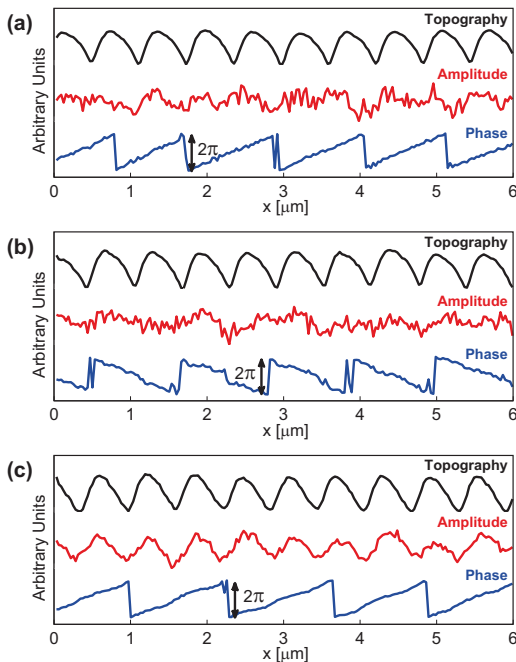 (a)
Topography
Amplitude
Phase
2π
Arbitrary Units
0 1 2 3 4 5 6
x [μm]
(b)
Topography
Amplitude
Phase
2π
Arbitrary Units
0 1 2 3 4 5 6
x [μm]
(c)
Topography
Amplitude
Phase
2π
Arbitrary Units
0 1 2 3 4 5 6
x [μm]